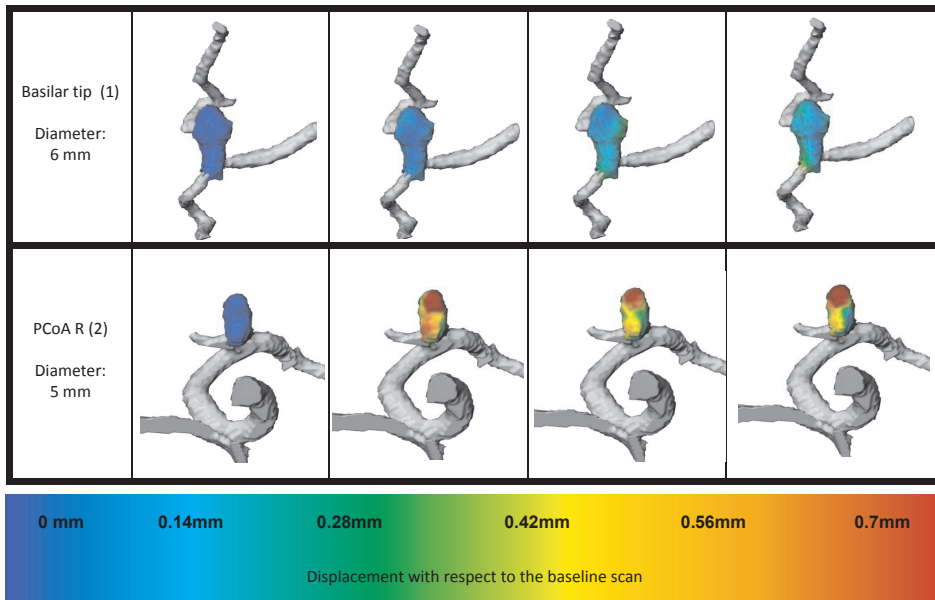 Basilar tip (1)
Diameter:
6 mm
PCoA R (2)
Diameter:
5 mm
0 mm 0.14mm 0.28mm 0.42mm 0.56mm 0.7mm
Displacement with respect to the baseline scan